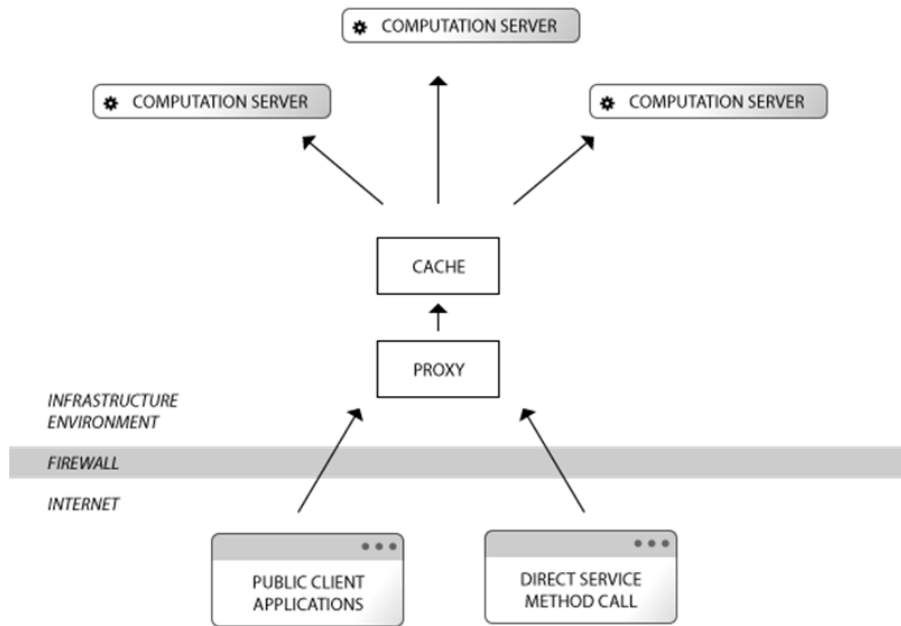 COMPUTATION SERVER
COMPUTATION SERVER
COMPUTATION SERVER
CACHE
PROXY
INFRASTRUCTURE
ENVIRONMENT
FIREWALL
INTERNET
PUBLIC CLIENT
APPLICATIONS
DIRECT SERVICE
METHOD CALL